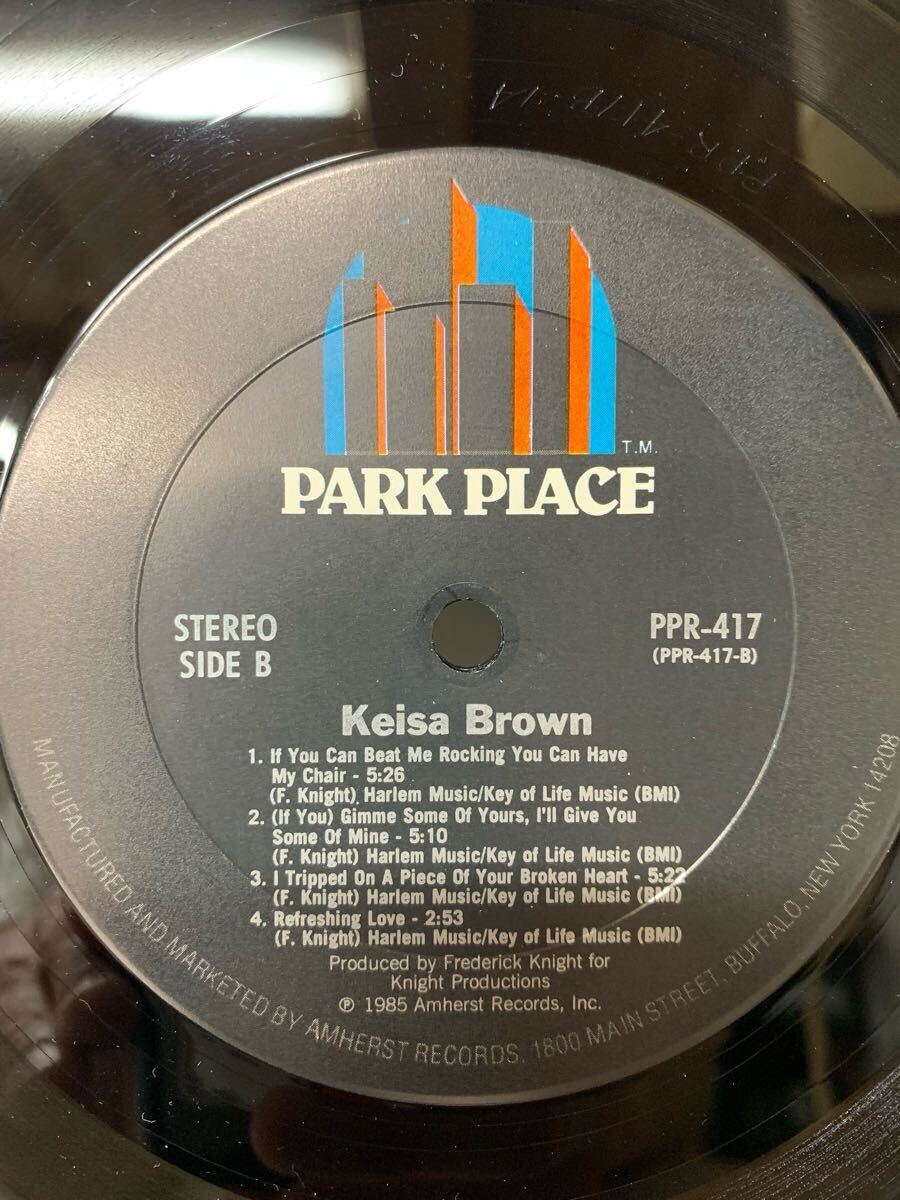 T.M.
PARK PLACE
STEREO
SIDE B
PPR-417
(PPR-417-B)
Keisa Brown
1. If You Can Beat Me Rocking You Can Have
My Chair - 5:26
(F. Knight) Harlem Music/Key of Life Music (BMI)
2. (If You) Gimme Some Of Yours, I'll Give You
Some Of Mine - 5:10
(F. Knight) Harlem Music/Key of Life Music (BMI)
3. I Tripped On A Piece Of Your Broken Heart - 5:22
(F. Knight) Harlem Music/Key of Life Music (BMI)
4. Refreshing Love - 2:53
(F. Knight) Harlem Music/Key of Life Music (BMI)
Produced by Frederick Knight for
Knight Productions
℗ 1985 Amherst Records, Inc.
MANUFACTURED AND MARKETED BY AMHERST RECORDS, 1800 MAIN STREET, BUFFALO, NEW YORK 14208